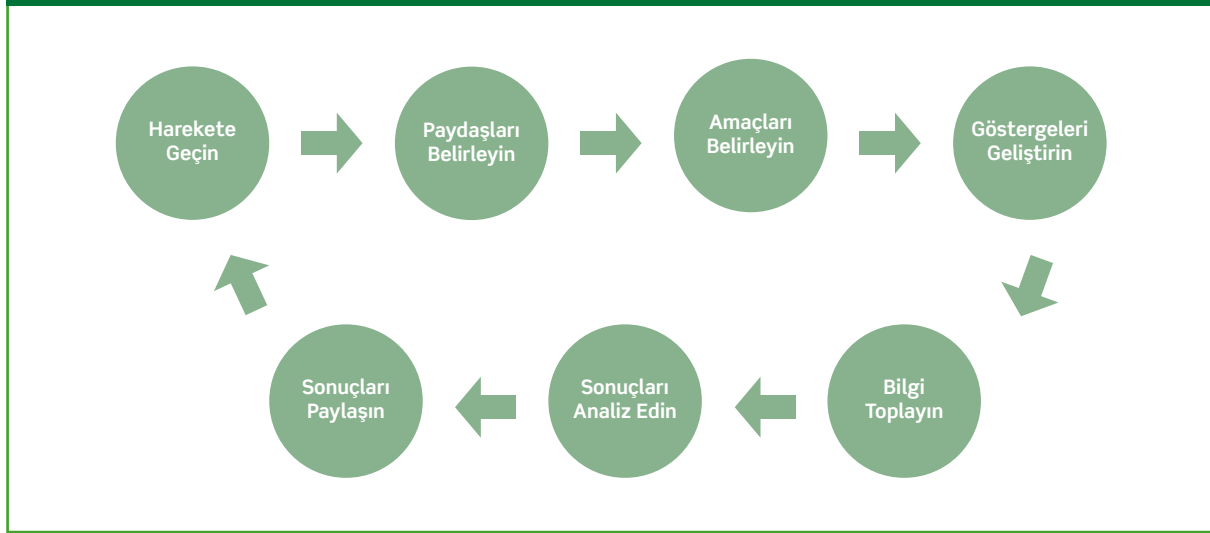 Harekete
Geçin
Paydaşları
Belirleyin
Amaçları
Belirleyin
Göstergeleri
Geliştirin
Bilgi
Toplayın
Sonuçları
Analiz Edin
Sonuçları
Paylaşın